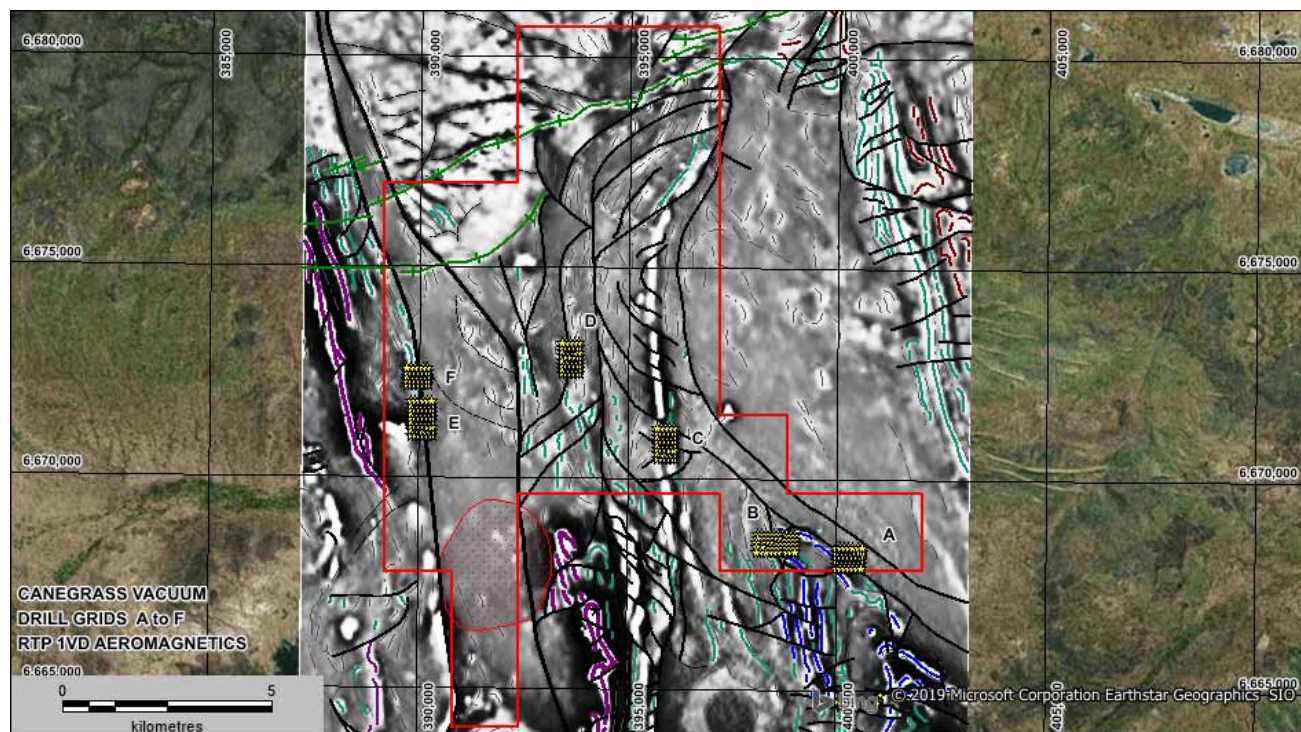 6,680,000
385,000
390,000
395,000
400,000
405,000
6,680,000
6,675,000
6,675,000
D
F
E
C
6,670,000
6,670,000
B
A
CANEGRASS VACUUM
DRILL GRIDS A to F
RTP 1VD AEROMAGNETICS
6,665,000
6,665,000
0 5
kilometres
390,000
395,000
400,000
405,000
© 2019 Microsoft Corporation Earthstar Geographics SIO